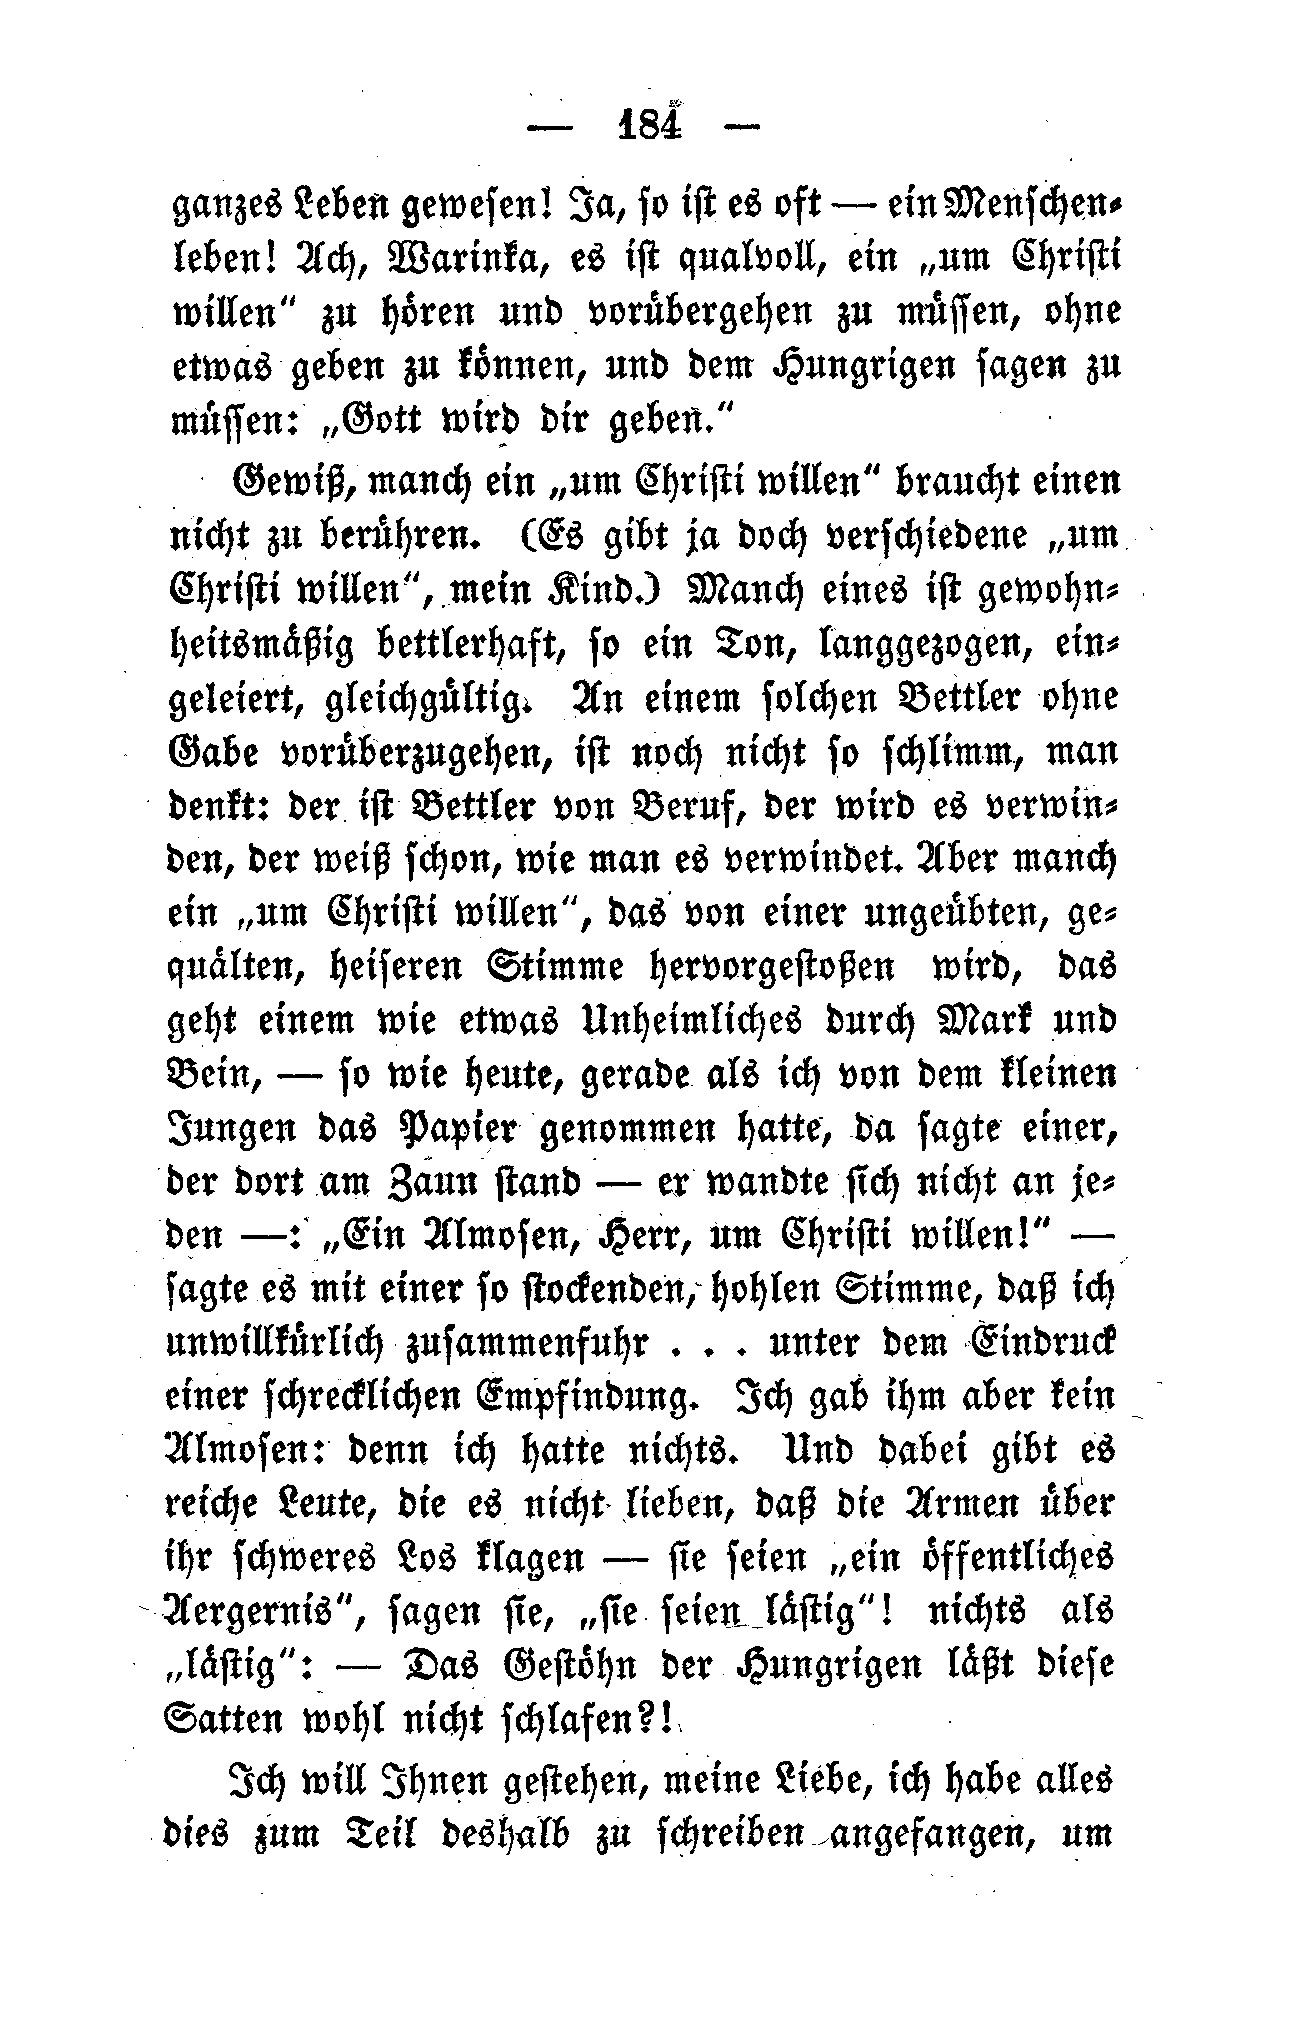 — 184 —
ganzes Leben gewesen! Ja, so ist es oft — ein Menschen-
leben! Ach, Warinka, es ist qualvoll, ein „um Christi
willen“ zu hören und vorübergehen zu müssen, ohne
etwas geben zu können, und dem Hungrigen sagen zu
müssen: „Gott wird dir geben.“
Gewiß, manch ein „um Christi willen“ braucht einen
nicht zu berühren. (Es gibt ja doch verschiedene „um
Christi willen“, mein Kind.) Manch eines ist gewohn-
heitsmäßig bettlerhaft, so ein Ton, langgezogen, ein-
geleiert, gleichgültig. An einem solchen Bettler ohne
Gabe vorüberzugehen, ist noch nicht so schlimm, man
denkt: der ist Bettler von Beruf, der wird es verwin-
den, der weiß schon, wie man es verwindet. Aber manch
ein „um Christi willen“, das von einer ungeübten, ge-
quälten, heiseren Stimme hervorgestoßen wird, das
geht einem wie etwas Unheimliches durch Mark und
Bein, — so wie heute, gerade als ich von dem kleinen
Jungen das Papier genommen hatte, da sagte einer,
der dort am Zaun stand — er wandte sich nicht an je-
den —: „Ein Almosen, Herr, um Christi willen!“ —
sagte es mit einer so stockenden, hohlen Stimme, daß ich
unwillkürlich zusammenfuhr . . . unter dem Eindruck
einer schrecklichen Empfindung. Ich gab ihm aber kein
Almosen: denn ich hatte nichts. Und dabei gibt es
reiche Leute, die es nicht lieben, daß die Armen über
ihr schweres Los klagen — sie seien „ein öffentliches
Aergernis“, sagen sie, „sie seien lästig“! nichts als
„lästig“: — Das Gestöhn der Hungrigen läßt diese
Satten wohl nicht schlafen?!
Ich will Ihnen gestehen, meine Liebe, ich habe alles
dies zum Teil deshalb zu schreiben angefangen, um